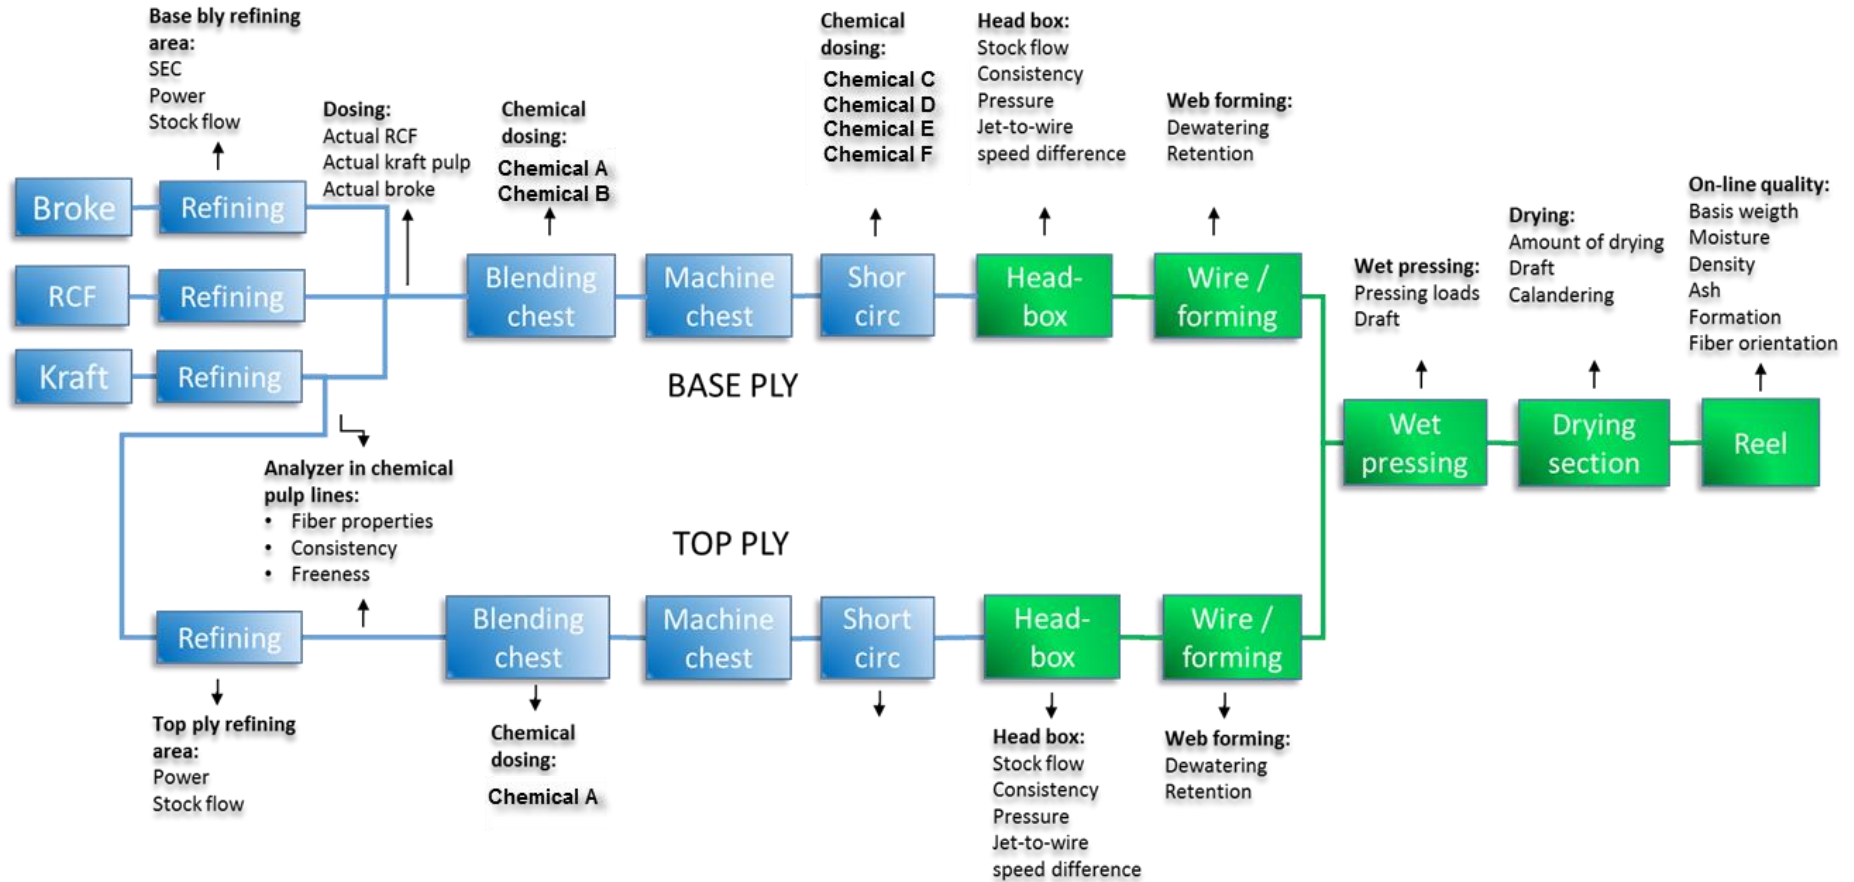 Base bly refining
area:
SEC
Power
Stock flow
Dosing:
Actual RCF
Actual kraft pulp
Actual broke
Chemical
dosing:
Chemical A
Chemical B
Chemical
dosing:
Chemical C
Chemical D
Chemical E
Chemical F
Head box:
Stock flow
Consistency
Pressure
Jet-to-wire
speed difference
Web forming:
Dewatering
Retention
Broke
Refining
RCF
Refining
Kraft
Refining
Blending
chest
Machine
chest
Shor
circ
Head-
box
Wire /
forming
BASE PLY
Wet pressing:
Pressing loads
Draft
Drying:
Amount of drying
Draft
Calandering
On-line quality:
Basis weigth
Moisture
Density
Ash
Formation
Fiber orientation
Wet
pressing
Drying
section
Reel
Analyzer in chemical
pulp lines:
• Fiber properties
• Consistency
• Freeness
TOP PLY
Refining
Blending
chest
Machine
chest
Short
circ
Head-
box
Wire /
forming
Top ply refining
area:
Power
Stock flow
Chemical
dosing:
Chemical A
Head box:
Stock flow
Consistency
Pressure
Jet-to-wire
speed difference
Web forming:
Dewatering
Retention